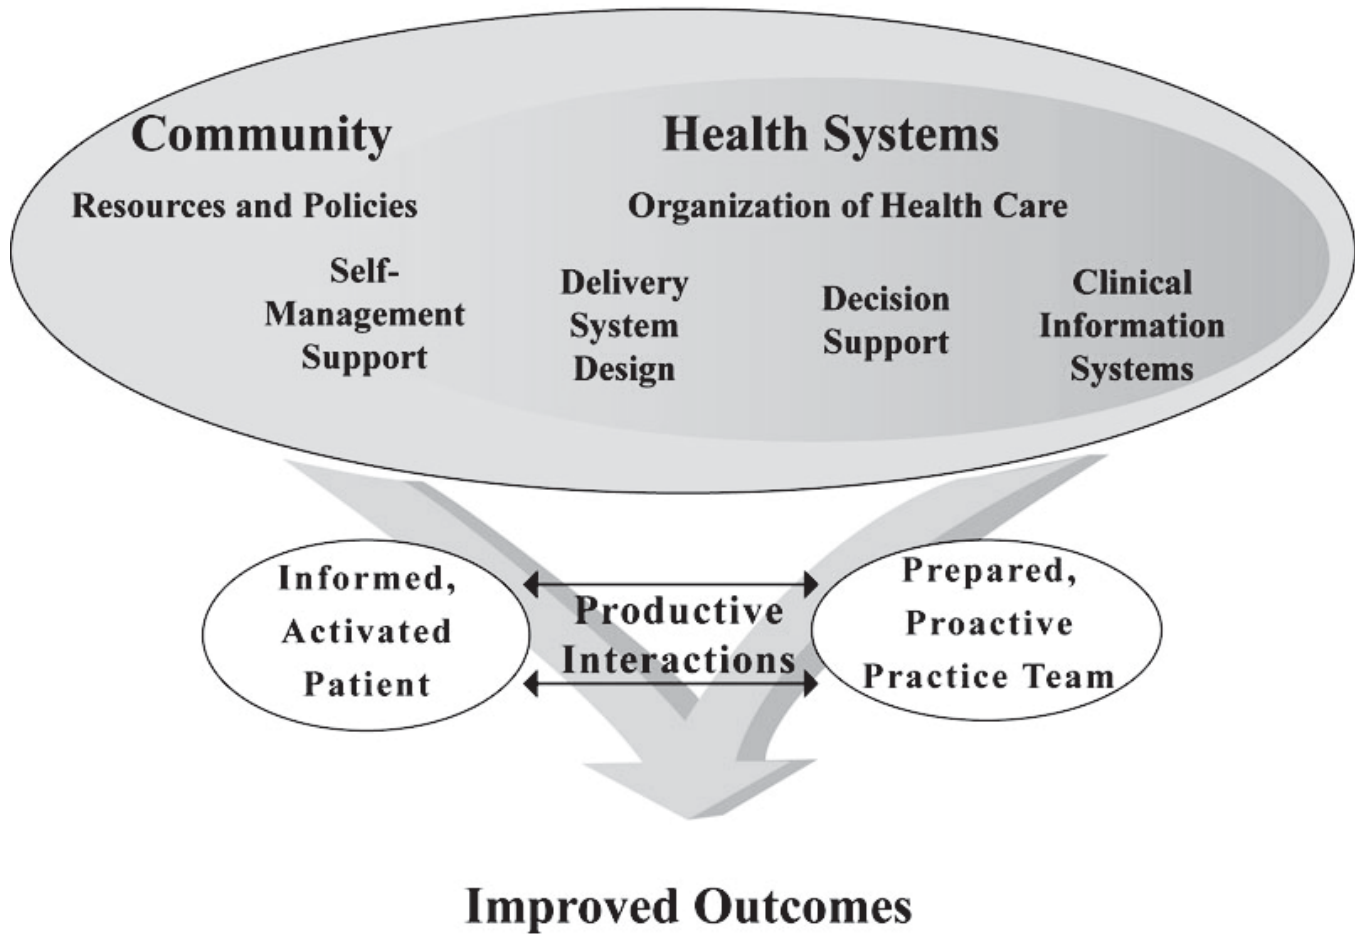 Community
Health Systems
Resources and Policies
Organization of Health Care
Self-
Management
Support
Delivery
System
Design
Decision
Support
Clinical
Information
Systems
Informed,
Activated
Patient
Productive
Interactions
Prepared,
Proactive
Practice Team
Improved Outcomes